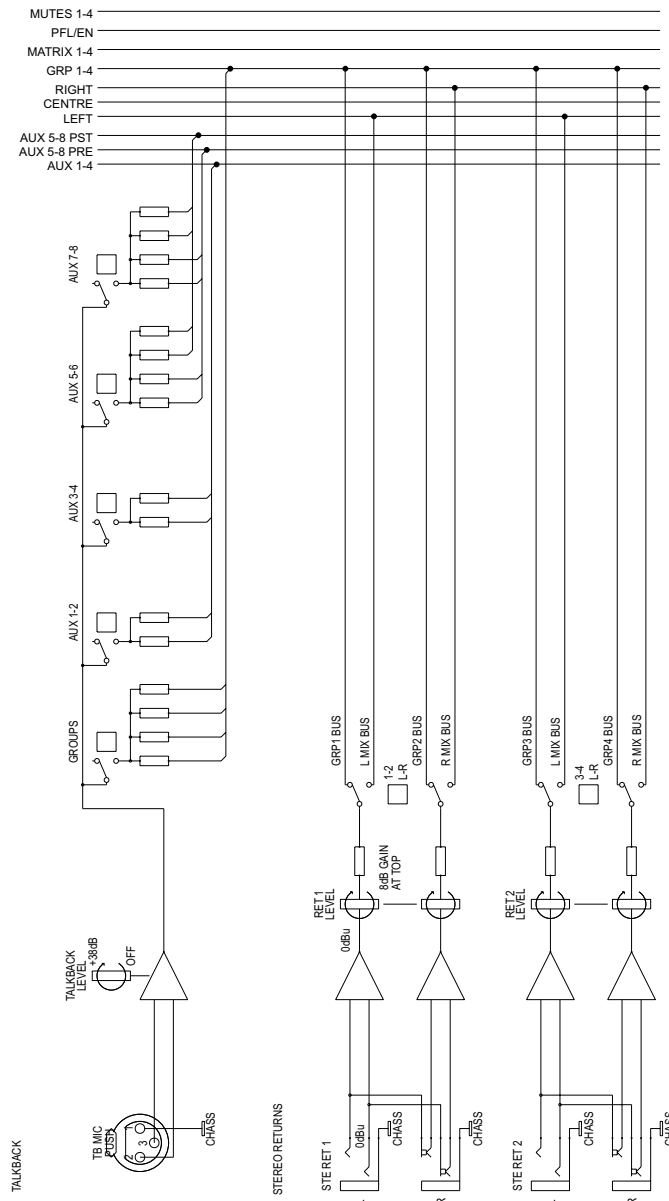 MUTES 1-4
PFL/EN
MATRIX 1-4
GRP 1-4
RIGHT
CENTRE
LEFT
AUX 5-8 PST
AUX 5-8 PRE
AUX 1-4
AUX 7-8
AUX 5-6
AUX 3-4
AUX 1-2
GROUPS
TALKBACK
LEVEL
+38dB
OFF
TB MIC
PUSH
1
2
3
CHASS
TALKBACK
GRP1 BUS
L MIX BUS
1-2
L-R
GRP2 BUS
R MIX BUS
RET 1
LEVEL
8dB GAIN
AT TOP
0dBu
STE RET 1
0dBu
CHASS
CHASS
R
STEREO RETURNS
GRP3 BUS
L MIX BUS
3-4
L-R
GRP4 BUS
R MIX BUS
RET 2
LEVEL
STE RET 2
CHASS
CHASS
R